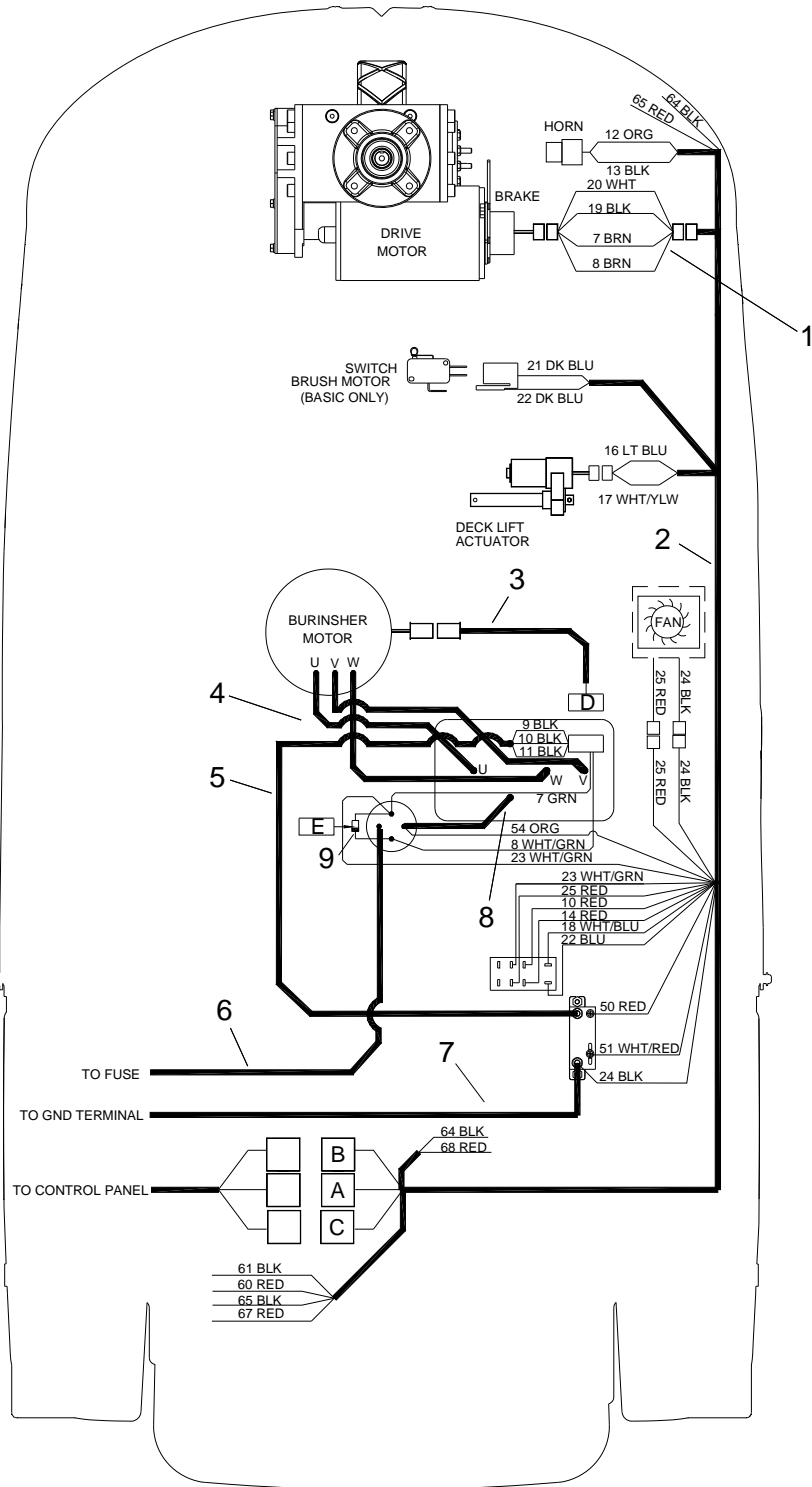 64 BLK
65 RED
HORN
12 ORG
13 BLK
20 WHT
BRAKE
19 BLK
DRIVE
MOTOR
7 BRN
8 BRN
1
SWITCH
BRUSH MOTOR
(BASIC ONLY)
21 DK BLU
22 DK BLU
16 LT BLU
17 WHT/YLW
DECK LIFT
ACTUATOR
2
3
BURINSHER
MOTOR
U V W
FAN
D
25 RED
24 BLK
25 RED
24 BLK
4
9 BLK
10 BLK
11 BLK
5
U
W
V
7 GRN
E
9
54 ORG
8 WHT/GRN
23 WHT/GRN
8
23 WHT/GRN
25 RED
10 RED
14 RED
18 WHT/BLU
22 BLU
50 RED
51 WHT/RED
24 BLK
6
TO FUSE
7
TO GND TERMINAL
64 BLK
68 RED
B
TO CONTROL PANEL
A
C
61 BLK
60 RED
65 BLK
67 RED